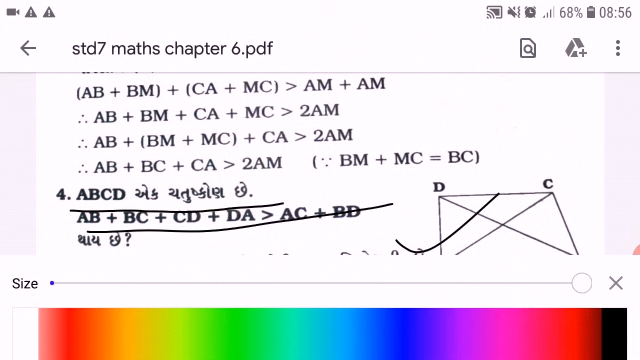 68% 08:56
std7 maths chapter 6.pdf
(AB + BM) + (CA + MC) > AM + AM
∴ AB + BM + CA + MC > 2AM
∴ AB + (BM + MC) + CA > 2AM
∴ AB + BC + CA > 2AM (∵ BM + MC = BC)
4. ABCD એક ચતુષ્કોણ છે.
D C
AB + BC + CD + DA > AC + BD
થાય છે?
Size